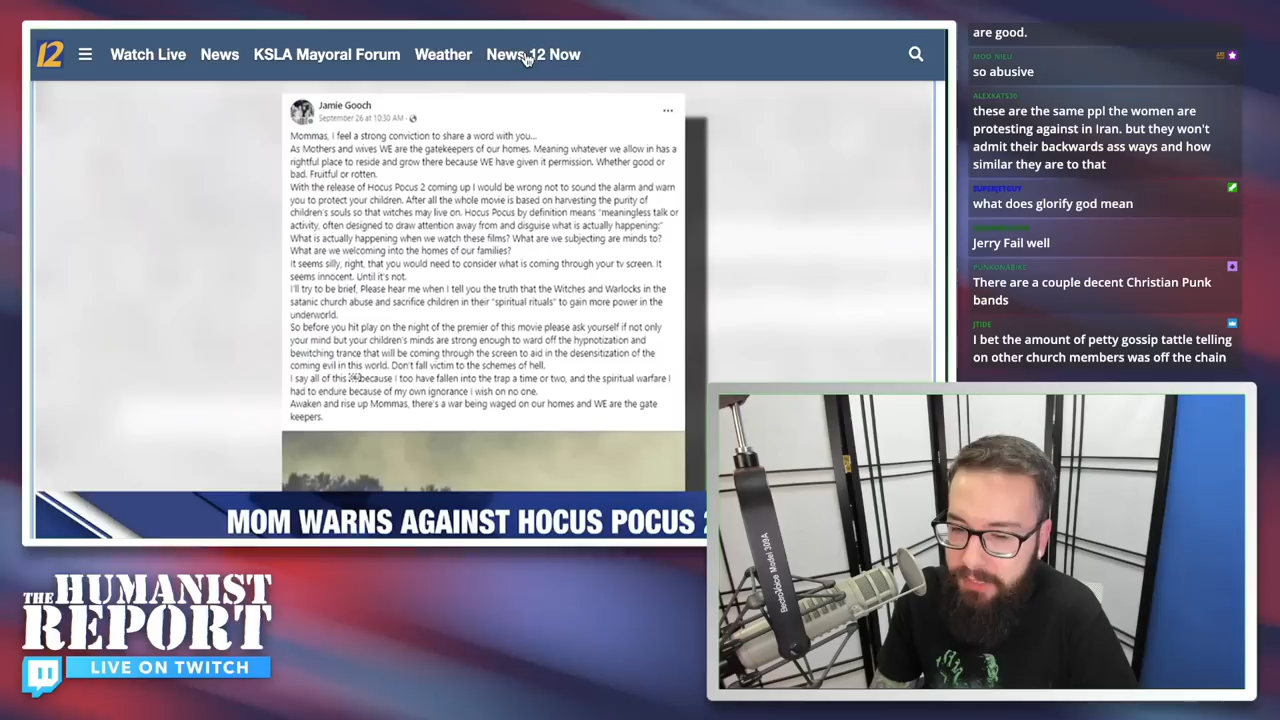 12
Watch Live
News
KSLA Mayoral Forum
Weather
News 12 Now
Jamie Gooch
September 26 at 10:30 AM
Mommas, I feel a strong conviction to share a word with you...
As Mothers and wives WE are the gatekeepers of our homes. Meaning whatever we allow in has a
rightful place to reside and grow there because WE have given it permission. Whether good or
bad. Fruitful or rotten.
With the release of Hocus Pocus 2 coming up I would be wrong not to sound the alarm and warn
you to protect your children. After all the whole movie is based on harvesting the purity of
children's souls so that witches may live on. Hocus Pocus by definition means "meaningless talk or
activity, often designed to draw attention away from and disguise what is actually happening:"
What is actually happening when we watch these films? What are we subjecting are minds to?
What are we welcoming into the homes of our families?
It seems silly, right, that you would need to consider what is coming through your tv screen. It
seems innocent. Until it's not.
I'll try to be brief, Please hear me when I tell you the truth that the Witches and Warlocks in the
satanic church abuse and sacrifice children in their "spiritual rituals" to gain more power in the
underworld.
So before you hit play on the night of the premier of this movie please ask yourself if not only
your mind but your children's minds are strong enough to ward off the hypnotization and
bewitching trance that will be coming through the screen to aid in the desensitization of the
coming evil in this world. Don't fall victim to the schemes of hell.
I say all of this because I too have fallen into the trap a time or two, and the spiritual warfare I
had to endure because of my own ignorance I wish on no one.
Awaken and rise up Mommas, there's a war being waged on our homes and WE are the gate
keepers.
MOM WARNS AGAINST HOCUS POCUS
THE HUMANIST
REPORT
LIVE ON TWITCH
are good.
MOO_NIEU
so abusive
ALEXKATS30
these are the same ppl the women are
protesting against in Iran. but they won't
admit their backwards ass ways and how
similar they are to that
SUPERJETGUY
what does glorify god mean
Jerry Fail well
PUNKONABIKE
There are a couple decent Christian Punk
bands
JTIDE
I bet the amount of petty gossip tattle telling
on other church members was off the chain
ElectroVoice Model 309A